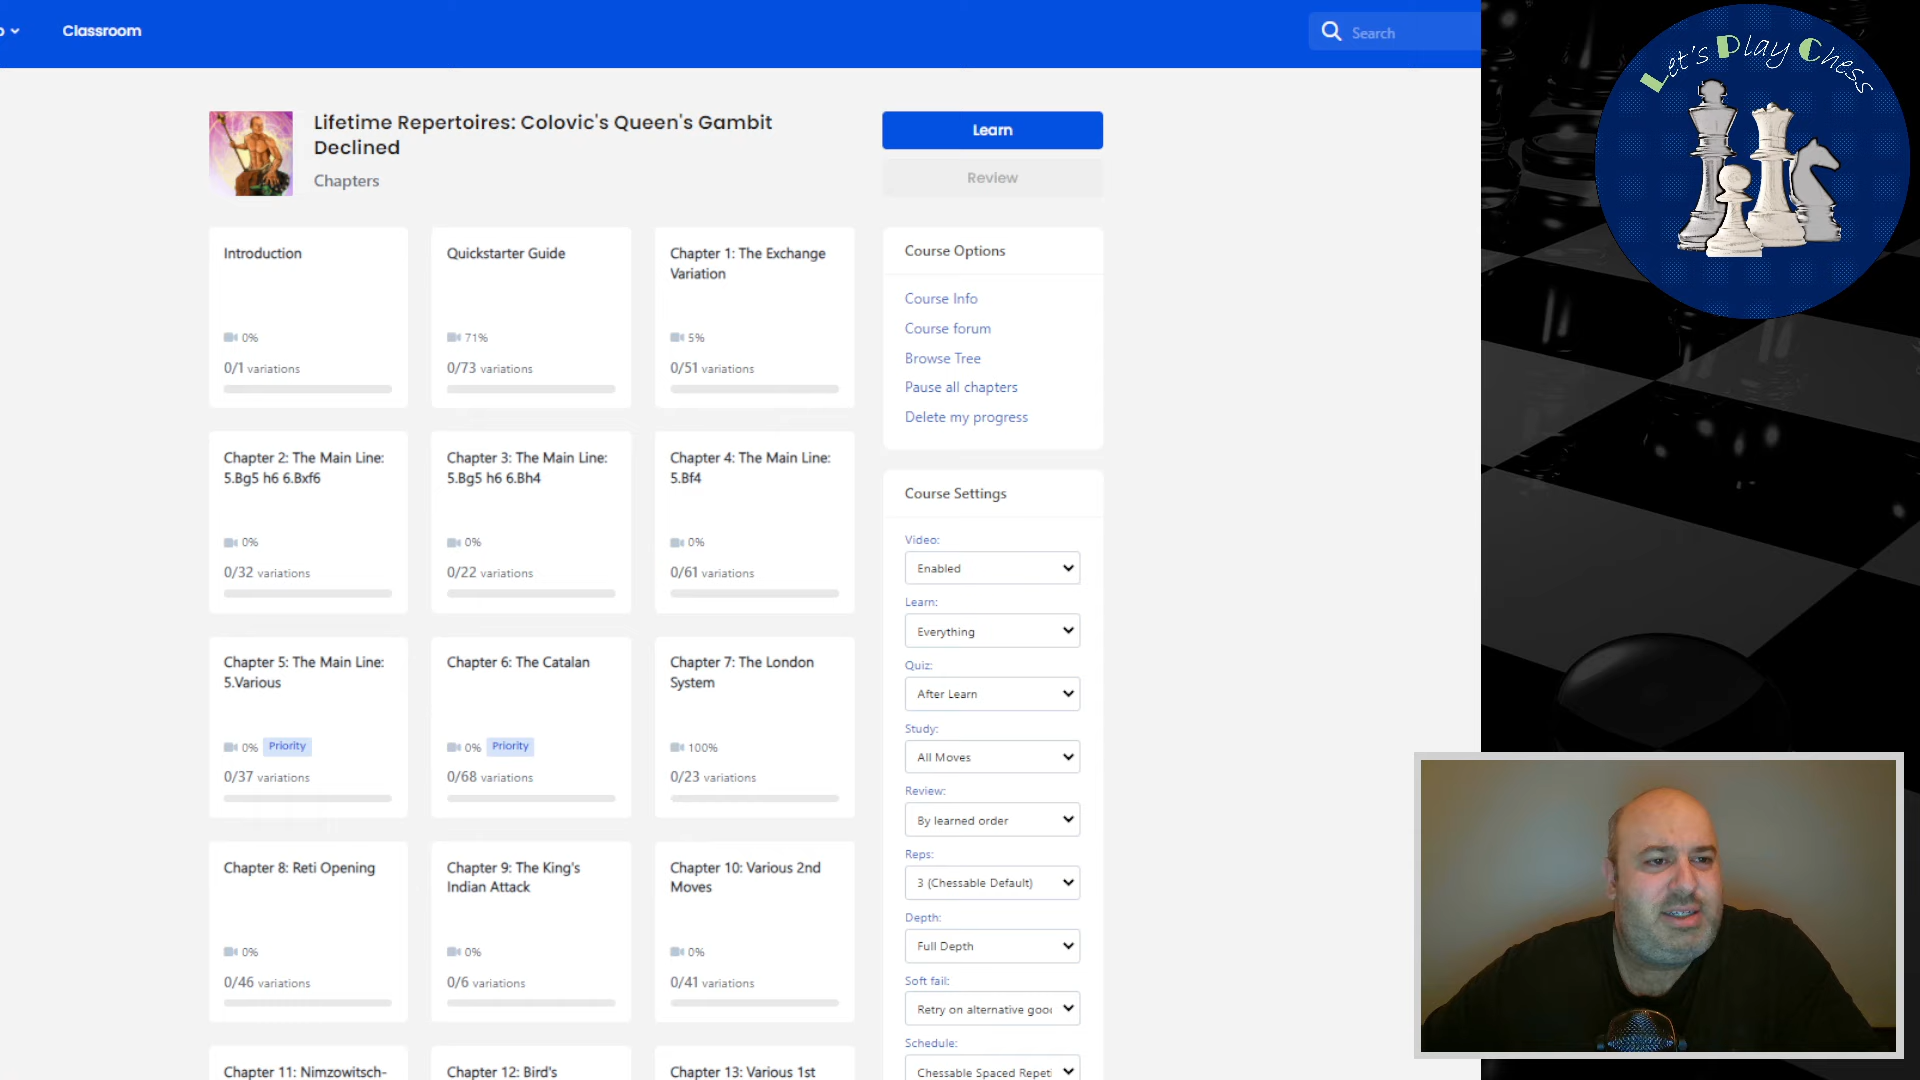 Classroom
Search
Let's Play Chess
Lifetime Repertoires: Colovic's Queen's Gambit
Declined
Chapters
Learn
Review
Introduction
0%
0/1 variations
Quickstarter Guide
71%
0/73 variations
Chapter 1: The Exchange
Variation
5%
0/51 variations
Chapter 2: The Main Line:
5.Bg5 h6 6.Bxf6
0%
0/32 variations
Chapter 3: The Main Line:
5.Bg5 h6 6.Bh4
0%
0/22 variations
Chapter 4: The Main Line:
5.Bf4
0%
0/61 variations
Chapter 5: The Main Line:
5.Various
0% Priority
0/37 variations
Chapter 6: The Catalan
0% Priority
0/68 variations
Chapter 7: The London
System
100%
0/23 variations
Chapter 8: Reti Opening
0%
0/46 variations
Chapter 9: The King's
Indian Attack
0%
0/6 variations
Chapter 10: Various 2nd
Moves
0%
0/41 variations
Chapter 11: Nimzowitsch-
Chapter 12: Bird's
Chapter 13: Various 1st
Course Options
Course Info
Course forum
Browse Tree
Pause all chapters
Delete my progress
Course Settings
Video:
Enabled
Learn:
Everything
Quiz:
After Learn
Study:
All Moves
Review:
By learned order
Reps:
3 (Chessable Default)
Depth:
Full Depth
Soft fail:
Retry on alternative goo
Schedule:
Chessable Spaced Repeti